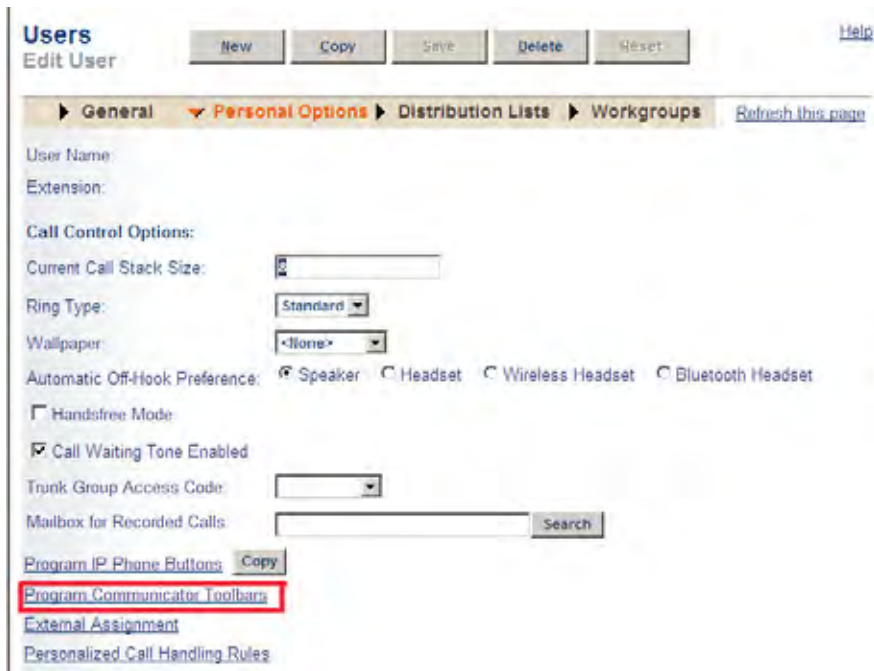 Users
Edit User
New Copy Save Delete Reset
Help
General Personal Options Distribution Lists Workgroups Refresh this page
User Name:
Extension:
Call Control Options:
Current Call Stack Size:
Ring Type: Standard
Wallpaper: <None>
Automatic Off-Hook Preference: Speaker Headset Wireless Headset Bluetooth Headset
Handsfree Mode
Call Waiting Tone Enabled
Trunk Group Access Code:
Mailbox for Recorded Calls: Search
Program IP Phone Buttons Copy
Program Communicator Toolbars
External Assignment
Personalized Call Handling Rules